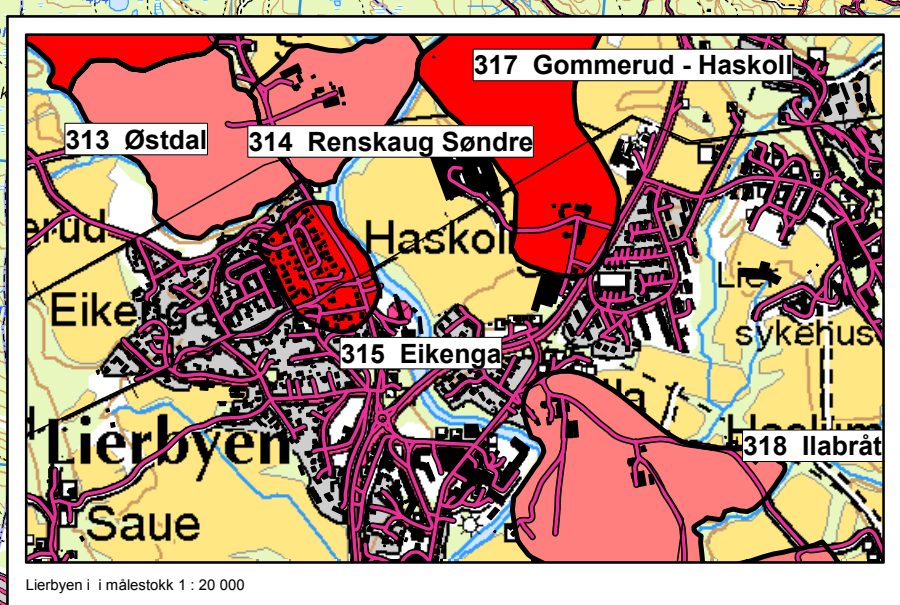 317 Gommerud - Haskoll
313 Østdal
314 Renskaug Søndre
erud
Haskoll
Lier
sykehus
Eikenga
315 Eikenga
Lierbyen
318 Ilabråt
Saue
Lierbyen i i målestokk 1 : 20 000